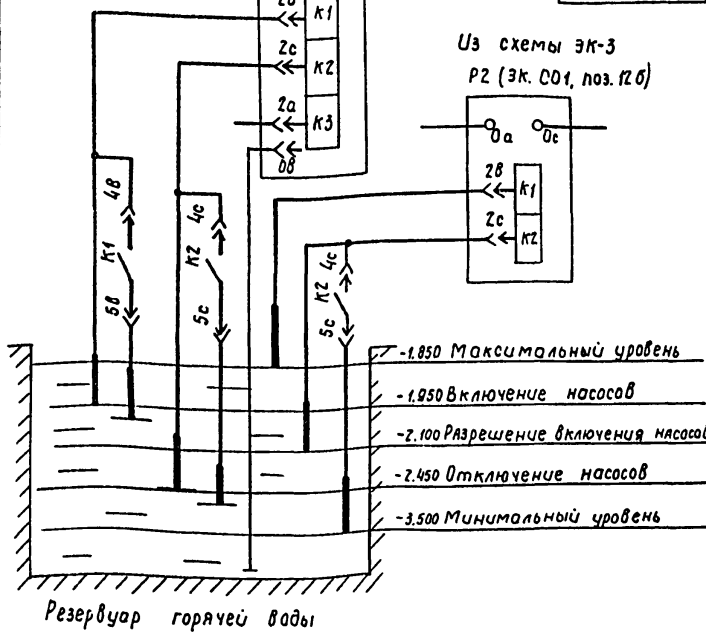 2в
К1
2с
К2
2а
К3
0в
Из схемы ЭК-3
Р2 (ЭК. СО1, поз. 12б)
0а 0с
2в
К1
2с
К2
4в
К1
5в
4с
К2
5с
4с
К2
5с
-1.850 Максимальный уровень
-1.950 Включение насосов
-2.100 Разрешение включения насосов
-2.450 Отключение насосов
-3.500 Минимальный уровень
Резервуар горячей воды